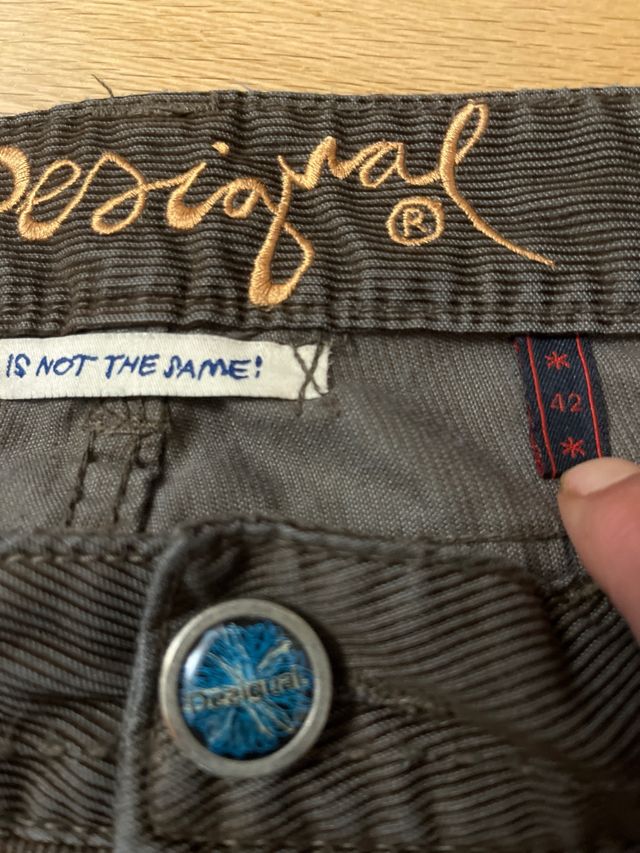 Desigual
®
IS NOT THE SAME!
42
Desigual.